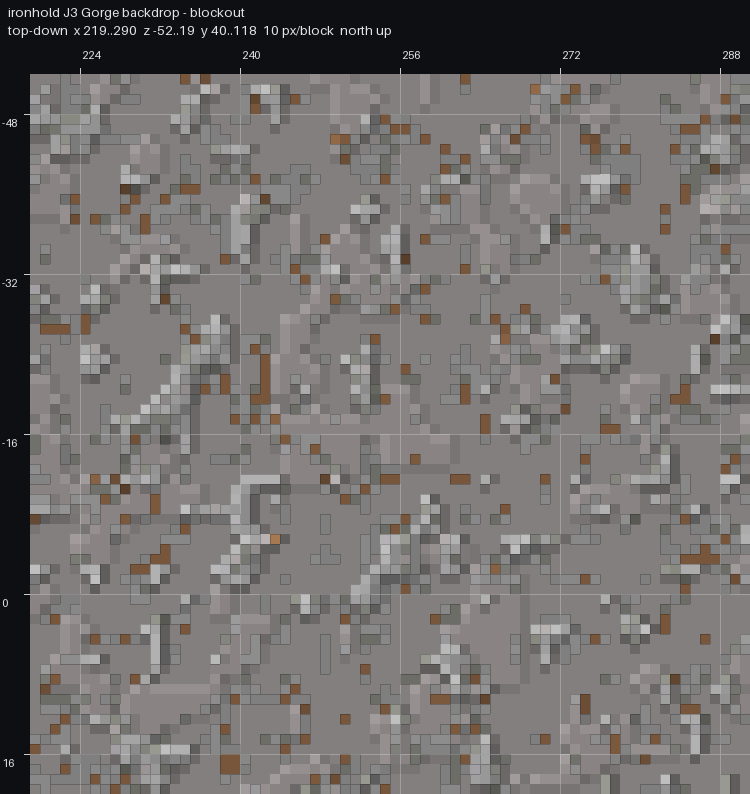 ironhold J3 Gorge backdrop - blockout
top-down  x 219..290  z -52..19  y 40..118  10 px/block  north up
224 240 256 272 288
-48
-32
-16
0
16